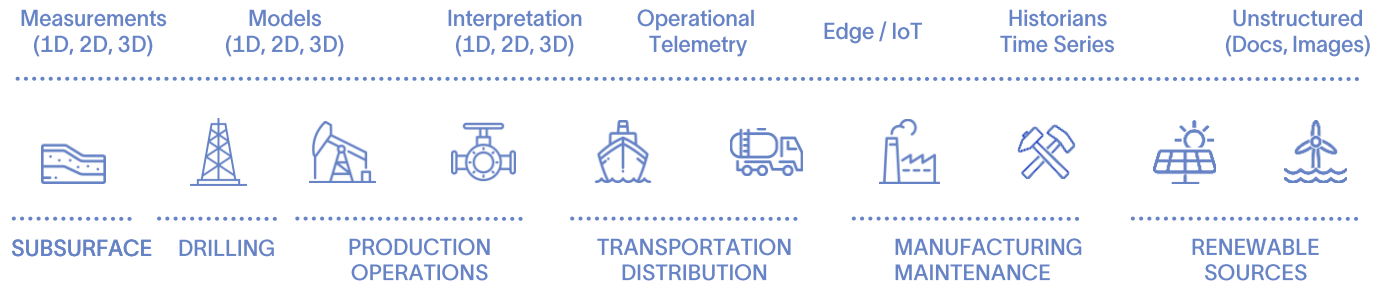 Measurements
(1D, 2D, 3D)
Models
(1D, 2D, 3D)
Interpretation
(1D, 2D, 3D)
Operational
Telemetry
Edge / IoT
Historians
Time Series
Unstructured
(Docs, Images)
SUBSURFACE
DRILLING
PRODUCTION
OPERATIONS
TRANSPORTATION
DISTRIBUTION
MANUFACTURING
MAINTENANCE
RENEWABLE
SOURCES